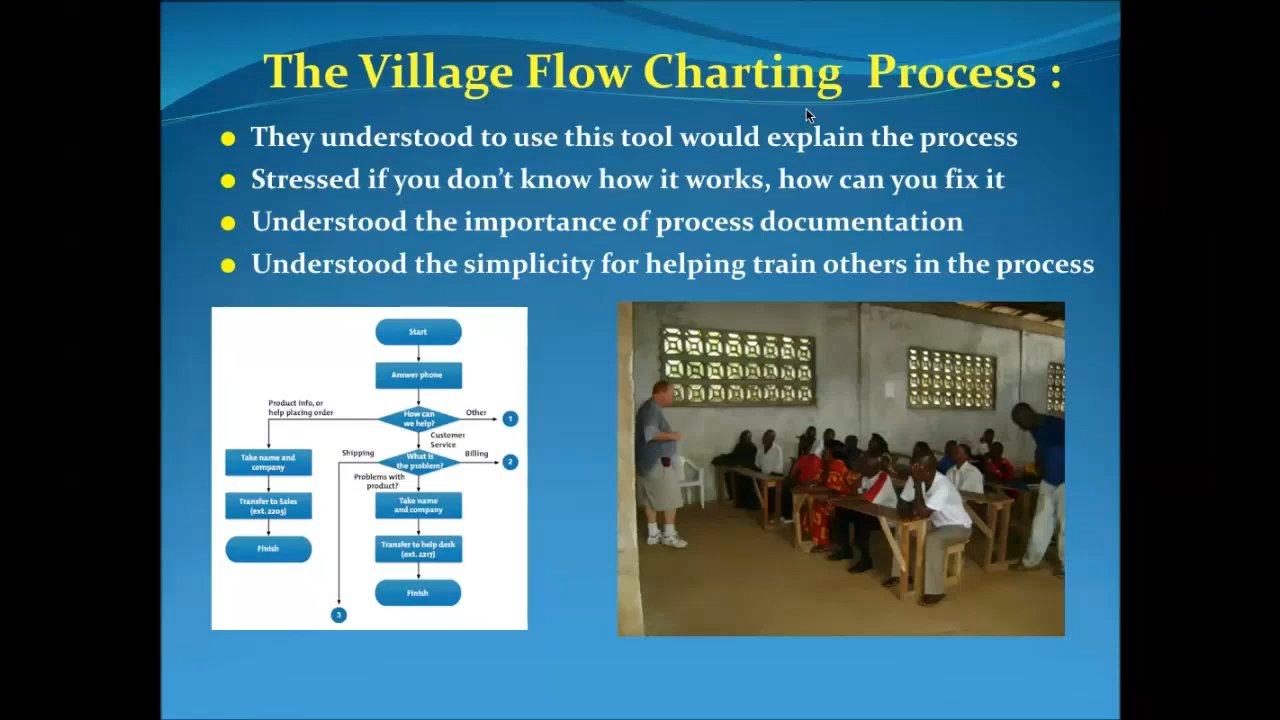 The Village Flow Charting Process :
They understood to use this tool would explain the process
Stressed if you don't know how it works, how can you fix it
Understood the importance of process documentation
Understood the simplicity for helping train others in the process
Start
Answer phone
Product info, or
help placing order
How can
we help?
Other
1
Customer
Service
Shipping
What is
the problem?
Billing
2
Take name and
company
Problems with
product?
Take name
and company
Transfer to Sales
(ext. 2203)
Transfer to help desk
(ext. 2217)
Finish
Finish
3